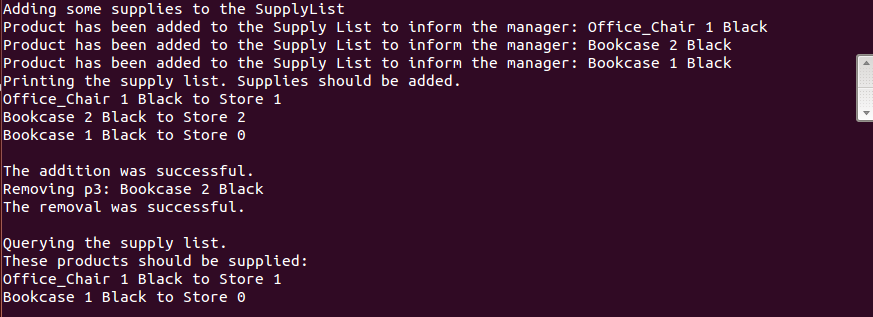 Adding some supplies to the SupplyList
Product has been added to the Supply List to inform the manager: Office_Chair 1 Black
Product has been added to the Supply List to inform the manager: Bookcase 2 Black
Product has been added to the Supply List to inform the manager: Bookcase 1 Black
Printing the supply list. Supplies should be added.
Office_Chair 1 Black to Store 1
Bookcase 2 Black to Store 2
Bookcase 1 Black to Store 0

The addition was successful.
Removing p3: Bookcase 2 Black
The removal was successful.

Querying the supply list.
These products should be supplied:
Office_Chair 1 Black to Store 1
Bookcase 1 Black to Store 0